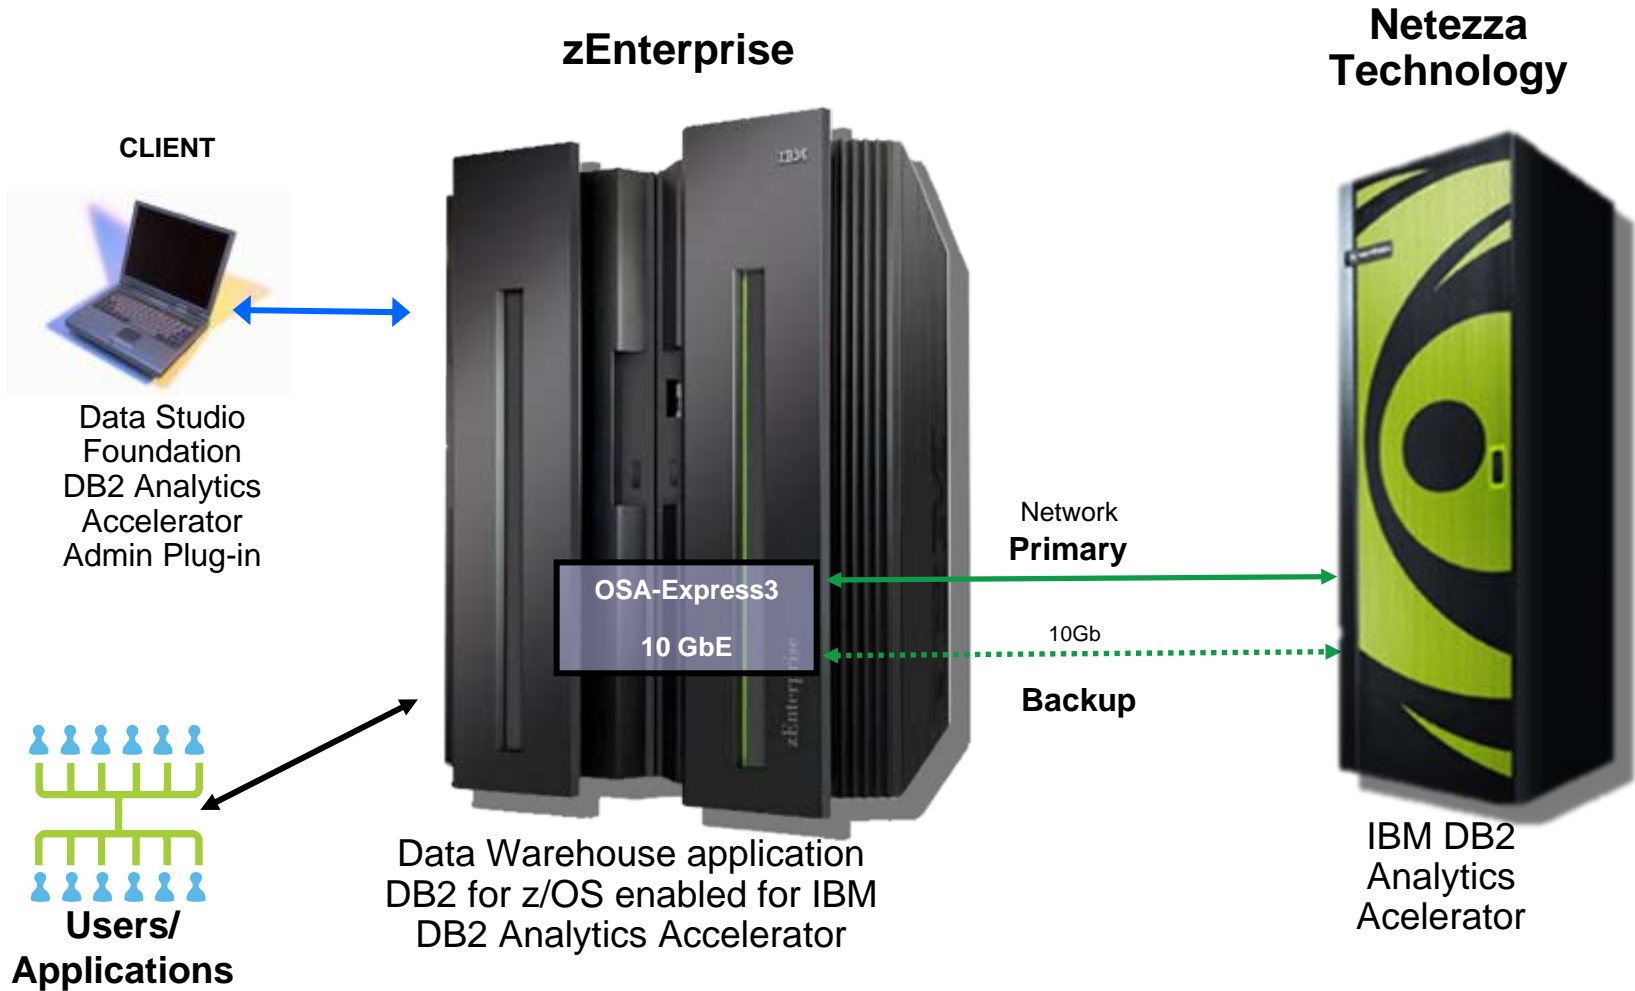 zEnterprise
Netezza
Technology
CLIENT
IBM
Data Studio
Foundation
DB2 Analytics
Accelerator
Admin Plug-in
Network
Primary
OSA-Express3
10 GbE
10Gb
Backup
zEnterprise
Users/
Applications
Data Warehouse application
DB2 for z/OS enabled for IBM
DB2 Analytics Accelerator
IBM DB2
Analytics
Acelerator